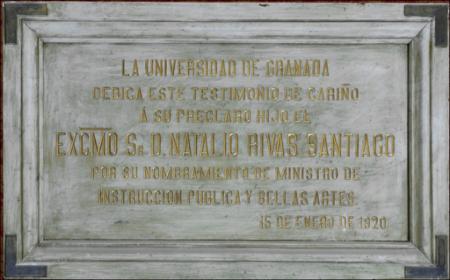 LA UNIVERSIDAD DE GRANADA
DEDICA ESTE TESTIMONIO DE CARIÑO
Á SU PRECLARO HIJO EL
EXCMO SR. D. NATALIO RIVAS SANTIAGO
POR SU NOMBRAMIENTO DE MINISTRO DE
INSTRUCCION PUBLICA Y BELLAS ARTES.
15 DE ENERO DE 1920.